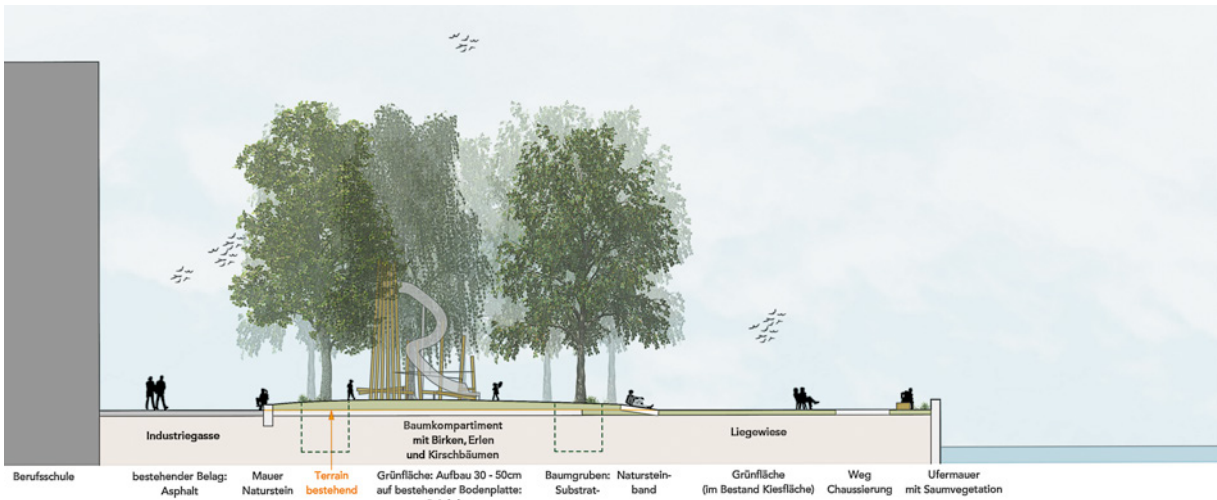 Industriegasse
Baumkompartiment
mit Birken, Erlen
und Kirschbäumen
Liegewiese
Berufsschule
bestehender Belag:
Asphalt
Mauer
Naturstein
Terrain
bestehend
Grünfläche: Aufbau 30 - 50cm
auf bestehender Bodenplatte:
Baumgruben:
Substrat-
Naturstein-
band
Grünfläche
(im Bestand Kiesfläche)
Weg
Chaussierung
Ufermauer
mit Saumvegetation